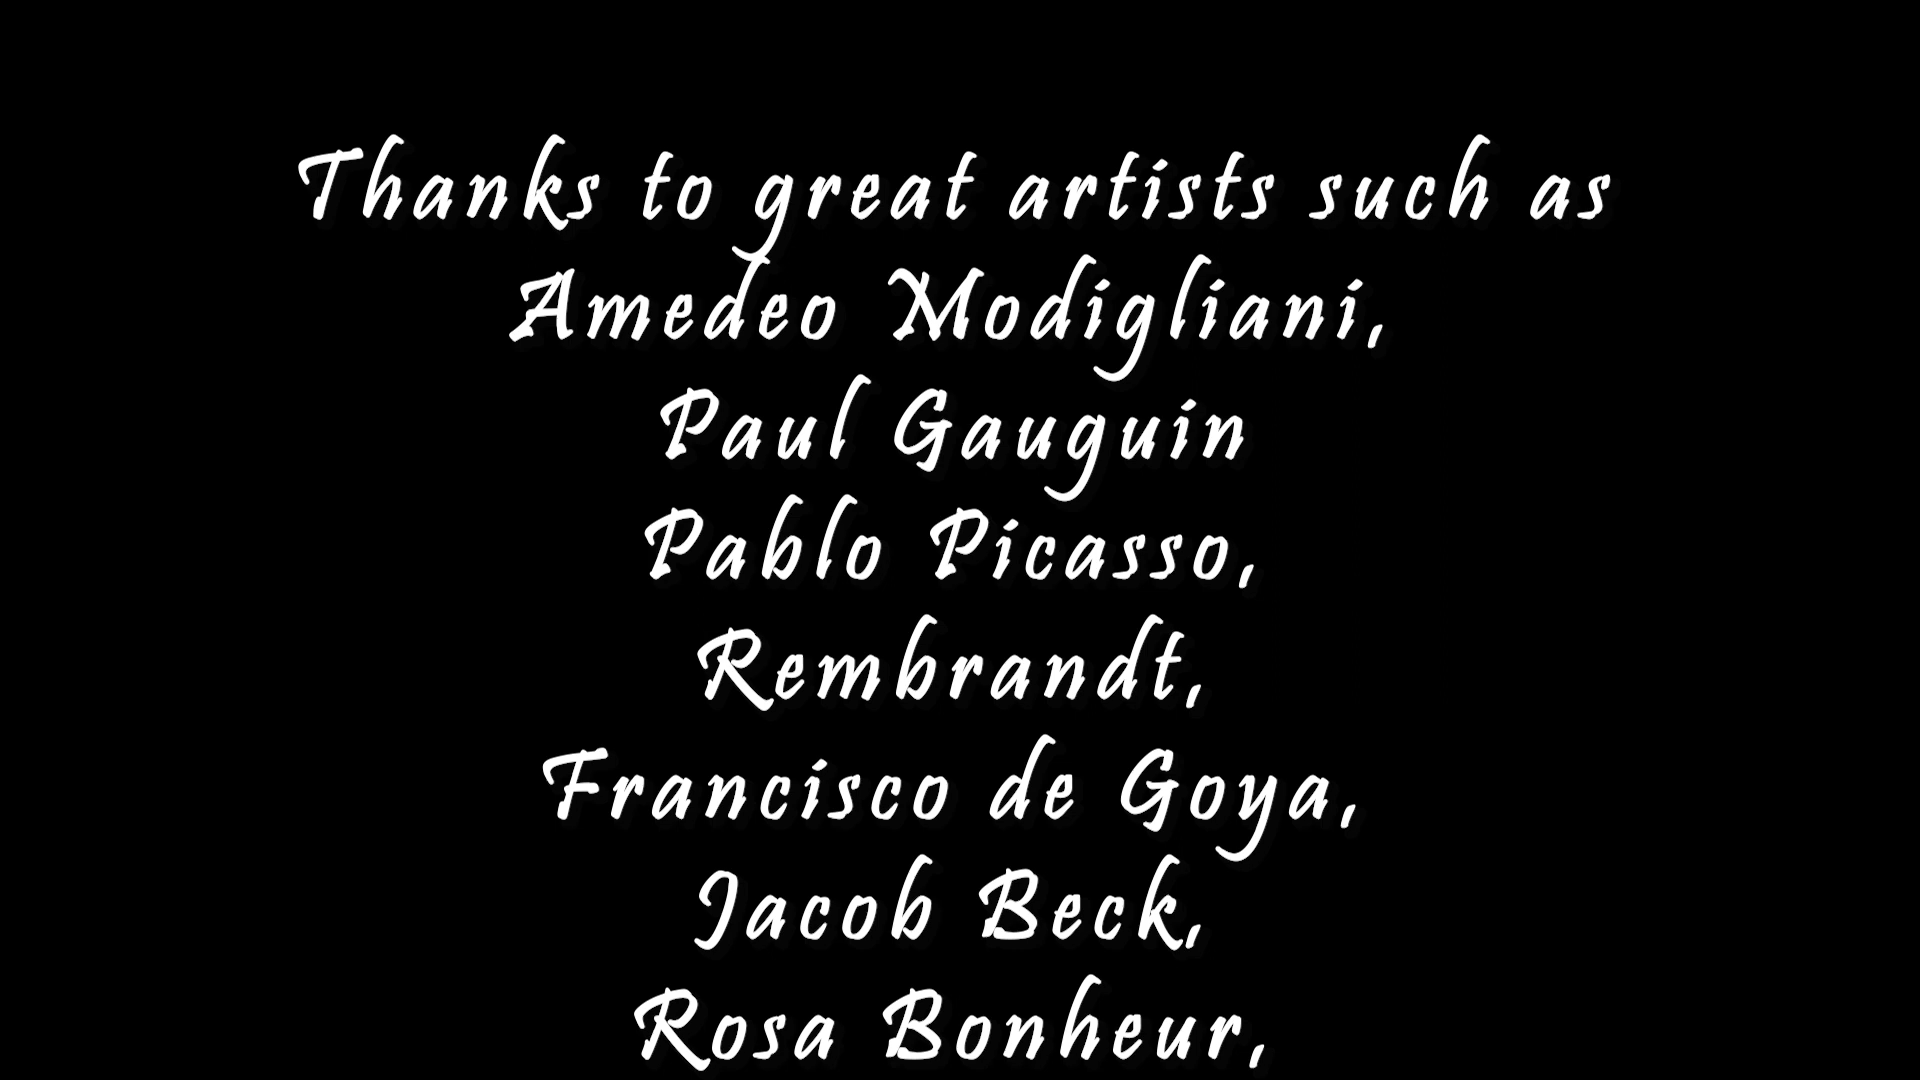 Thanks to great artists such as
Amedeo Modigliani,
Paul Gauguin
Pablo Picasso,
Rembrandt,
Francisco de Goya,
Jacob Beck,
Rosa Bonheur,